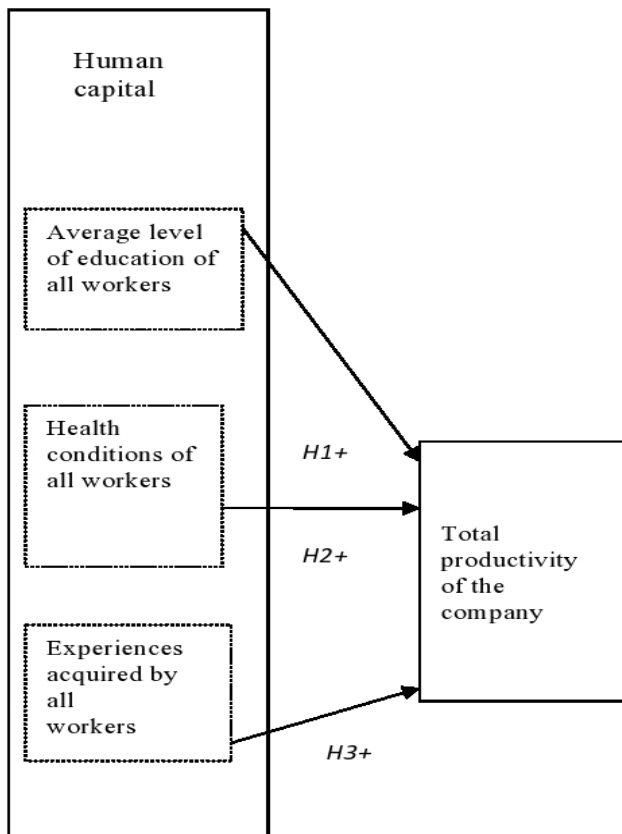 Human
capital
Average level
of education of
all workers
Health
conditions of
all workers
H1+
H2+
Total
productivity
of the
company
Experiences
acquired by
all
workers
H3+